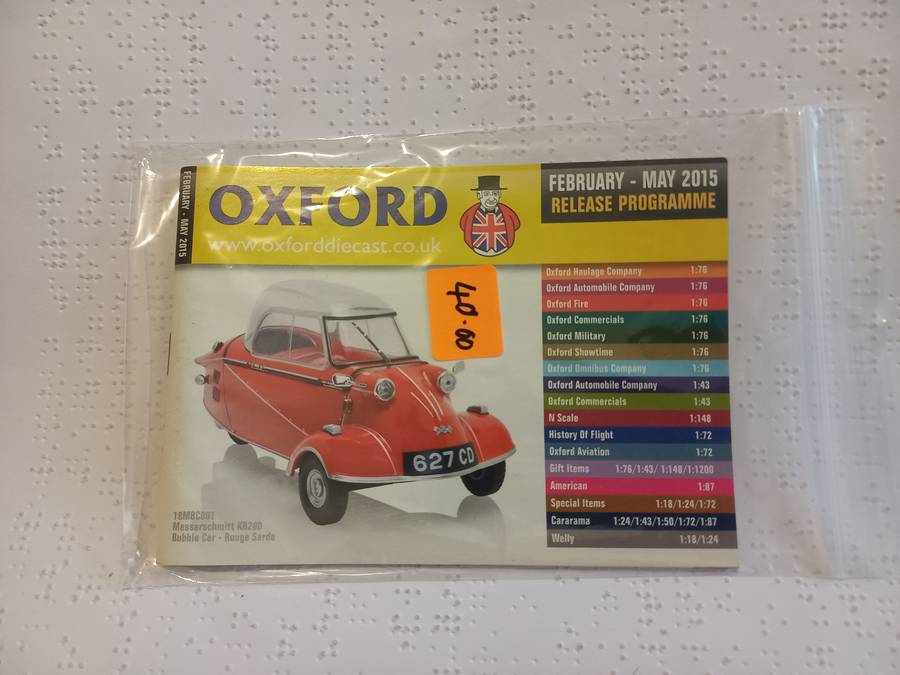 FEBRUARY - MAY 2015
OXFORD
www.oxforddiecast.co.uk
FEBRUARY - MAY 2015
RELEASE PROGRAMME
40.00
Oxford Haulage Company 1:76
Oxford Automobile Company 1:76
Oxford Fire 1:76
Oxford Commercials 1:76
Oxford Military 1:76
Oxford Showtime 1:76
Oxford Omnibus Company 1:76
Oxford Automobile Company 1:43
Oxford Commercials 1:43
N Scale 1:148
History Of Flight 1:72
Oxford Aviation 1:72
Gift Items 1:76/1:43/ 1:148/1:1200
American 1:87
Special Items 1:18/1:24/1:72
Cararama 1:24/1:43/1:50/1:72/1:87
Welly 1:18/1:24
627 CD
18MBC001
Messerschmitt KR200
Bubble Car - Rouge Sarde